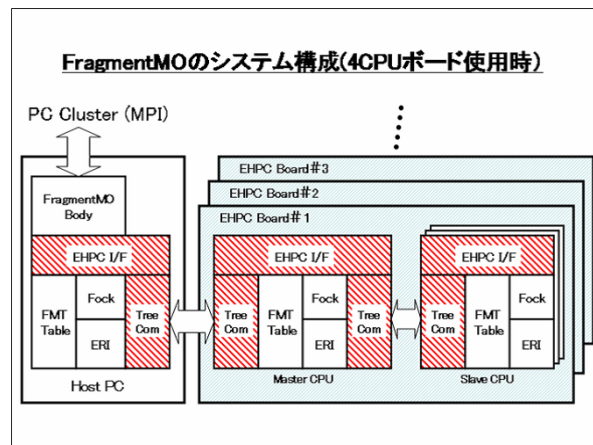 FragmentMOのシステム構成(4CPUボード使用時)
PC Cluster (MPI)
FragmentMO
Body
EHPC I/F
FMT
Table
Fock
ERI
Tree
Com
Host PC
EHPC Board#3
EHPC Board#2
EHPC Board#1
EHPC I/F
Tree
Com
FMT
Table
Fock
ERI
Tree
Com
Master CPU
EHPC I/F
Tree
Com
FMT
Table
Fock
ERI
Slave CPU